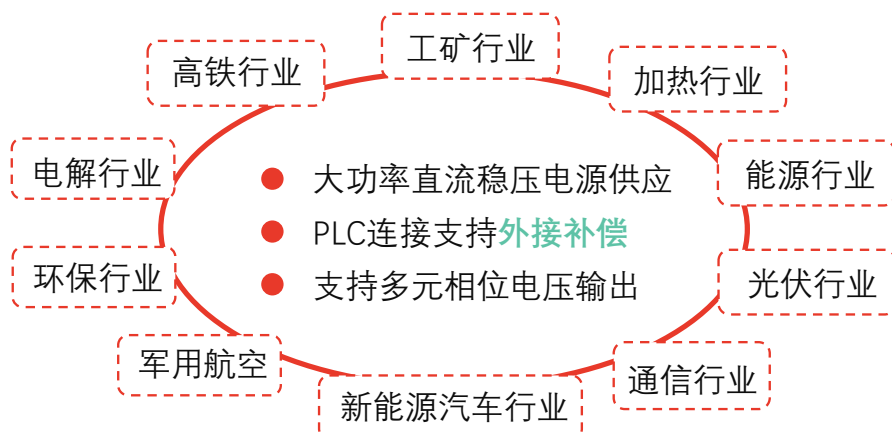 工矿行业
高铁行业
加热行业
电解行业
大功率直流稳压电源供应
能源行业
PLC连接支持外接补偿
环保行业
支持多元相位电压输出
光伏行业
军用航空
通信行业
新能源汽车行业